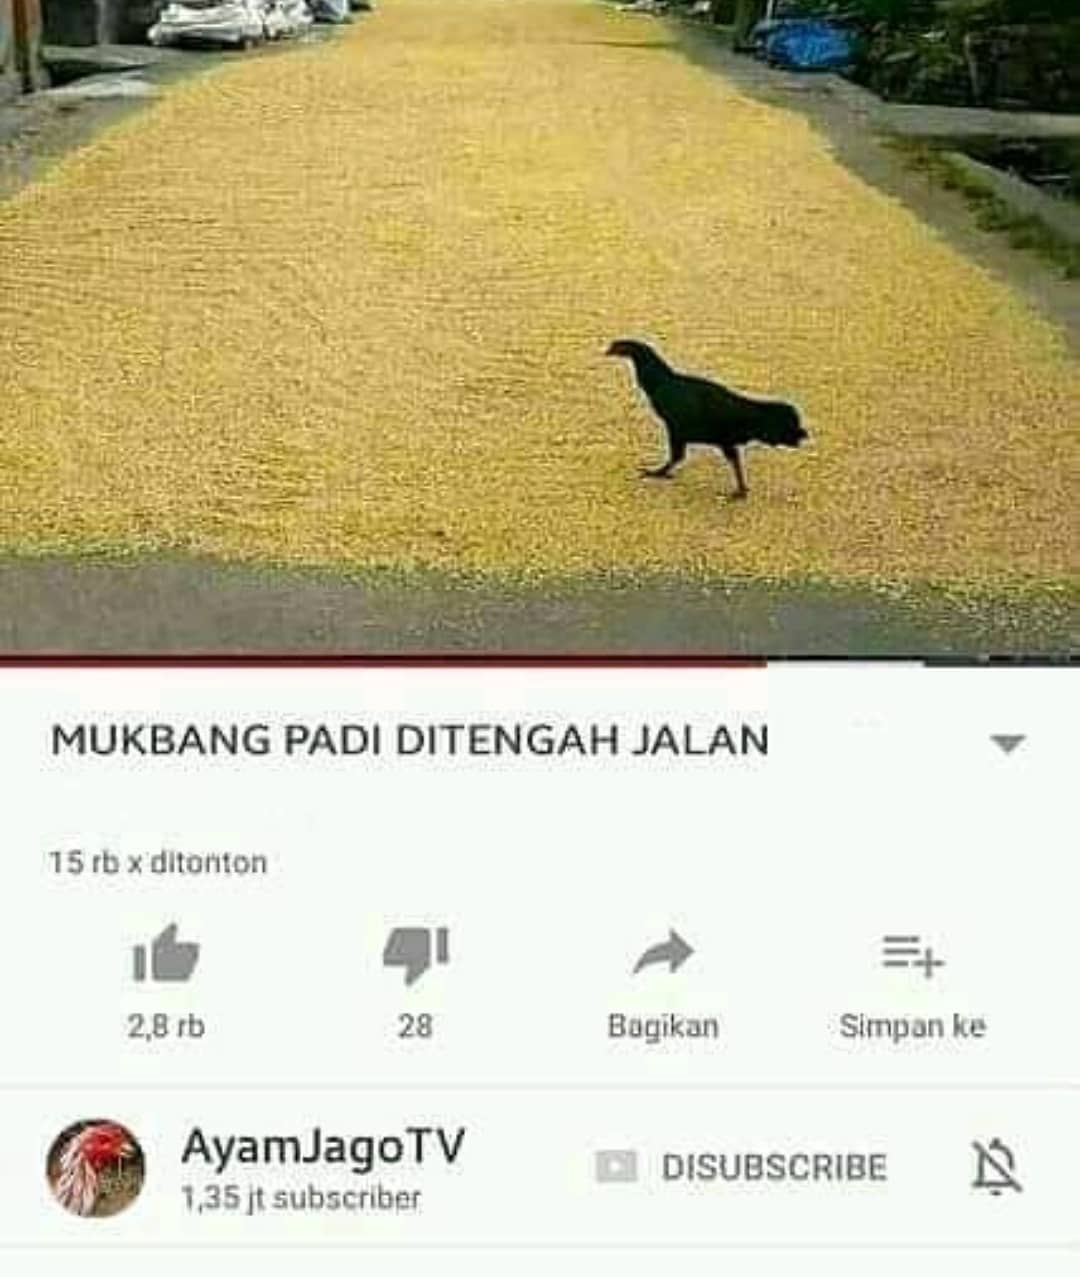 MUKBANG PADI DITENGAH JALAN
15 rb x ditonton
2,8 rb
28
Bagikan
Simpan ke
AyamJagoTV
DISUBSCRIBE
1,35 jt subscriber